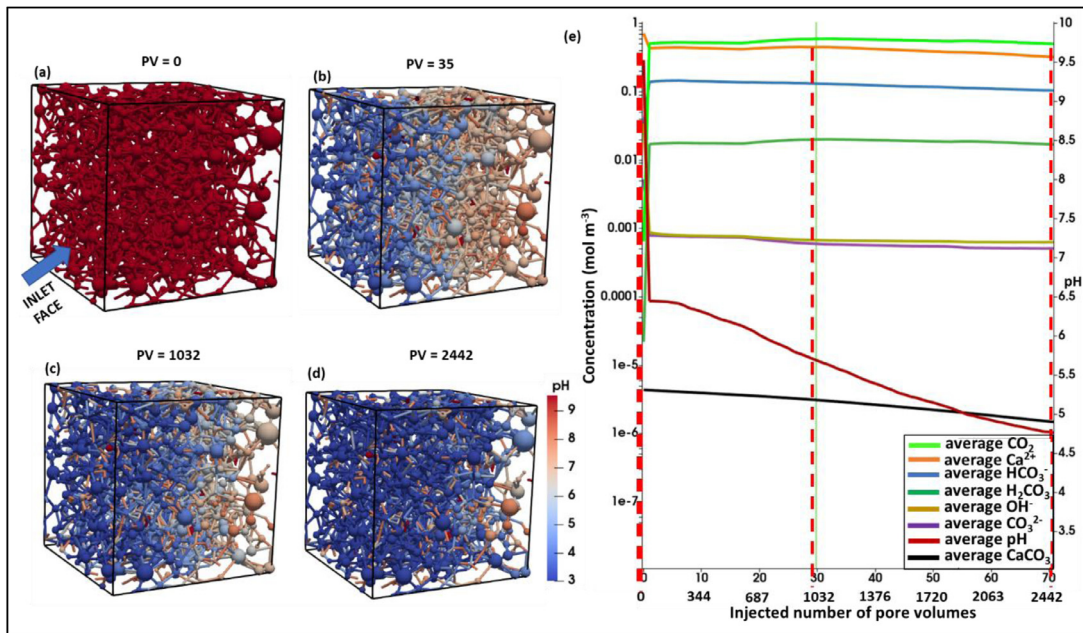 (a)
PV = 0
INLET
FACE
(b)
PV = 35
(c)
PV = 1032
(d)
PV = 2442
pH
9
8
7
6
5
4
3
(e)
Concentration (mol m⁻³)
1
0.1
0.01
0.001
0.0001
1e-5
1e-6
1e-7
10
9.5
9
8.5
8
7.5
7
6.5
6
5.5
5
4.5
4
3.5
pH
average CO₂
average Ca²⁺
average HCO₃⁻
average H₂CO₃
average OH⁻
average CO₃²⁻
average pH
average CaCO₃
0 10 20 30 40 50 60 70
0 344 687 1032 1376 1720 2063 2442
Injected number of pore volumes